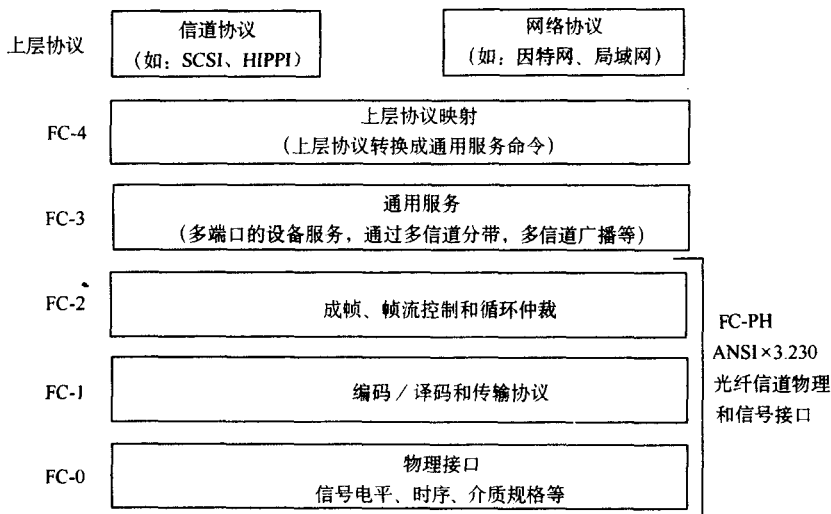 上层协议
信道协议
(如: SCSI、HIPPI)
网络协议
(如: 因特网、局域网)
FC-4
上层协议映射
(上层协议转换成通用服务命令)
FC-3
通用服务
(多端口的设备服务，通过多信道分带，多信道广播等)
FC-2
成帧、帧流控制和循环仲裁
FC-1
编码／译码和传输协议
FC-0
物理接口
信号电平、时序、介质规格等
FC-PH
ANSI×3.230
光纤信道物理
和信号接口